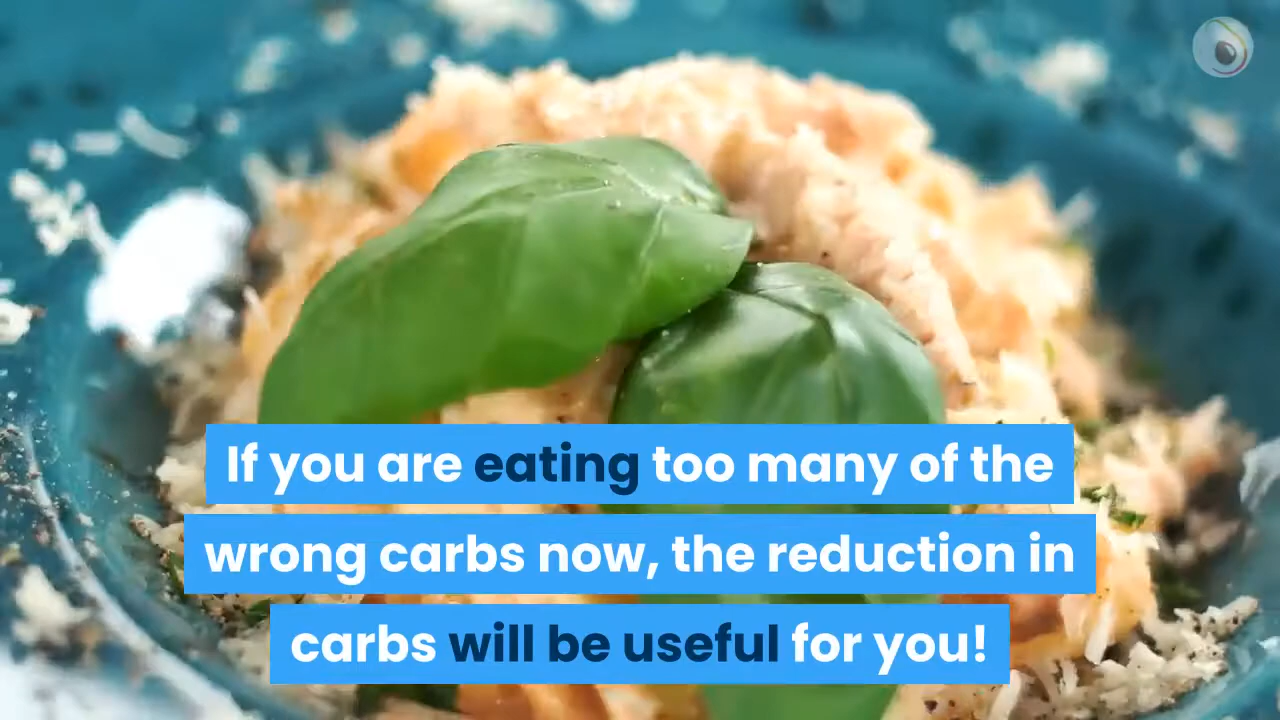 If you are eating too many of the
wrong carbs now, the reduction in
carbs will be useful for you!